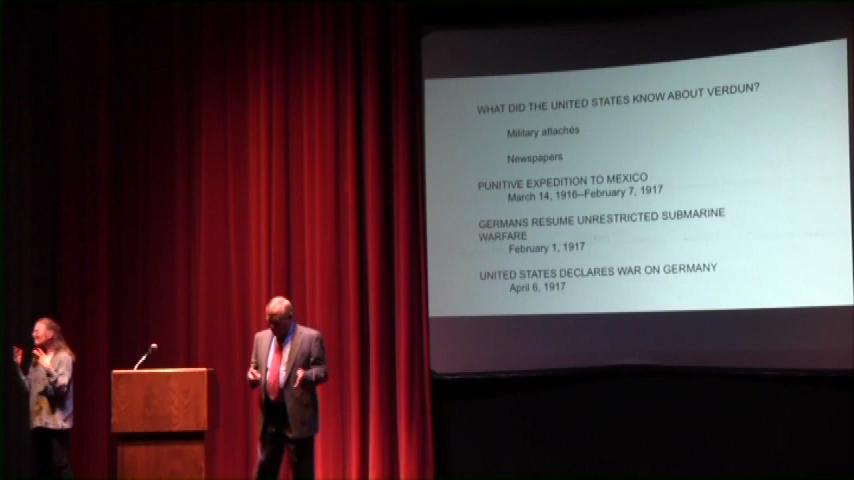 WHAT DID THE UNITED STATES KNOW ABOUT VERDUN?
Military attachés
Newspapers
PUNITIVE EXPEDITION TO MEXICO
March 14, 1916–February 7, 1917
GERMANS RESUME UNRESTRICTED SUBMARINE
WARFARE
February 1, 1917
UNITED STATES DECLARES WAR ON GERMANY
April 6, 1917